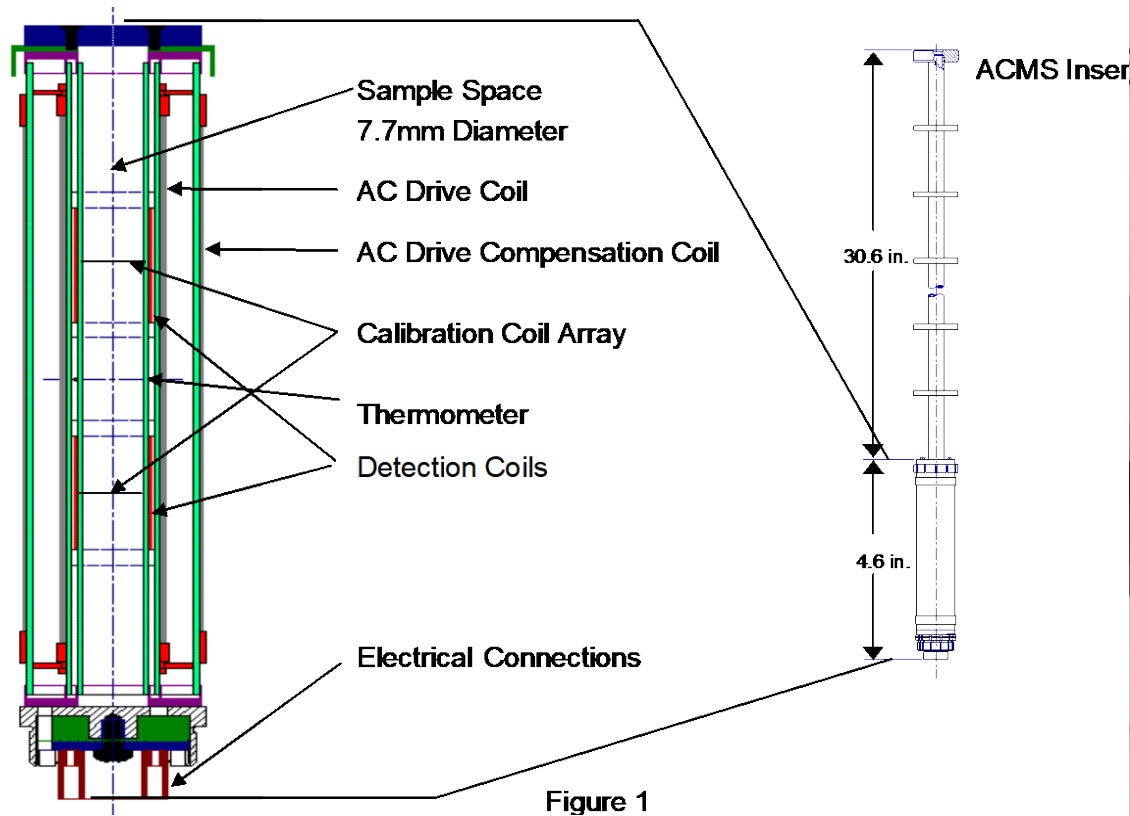 ACMS Inser
Sample Space
7.7mm Diameter
AC Drive Coil
AC Drive Compensation Coil
30.6 in.
Calibration Coil Array
Thermometer
Detection Coils
4.6 in.
Electrical Connections
Figure 1